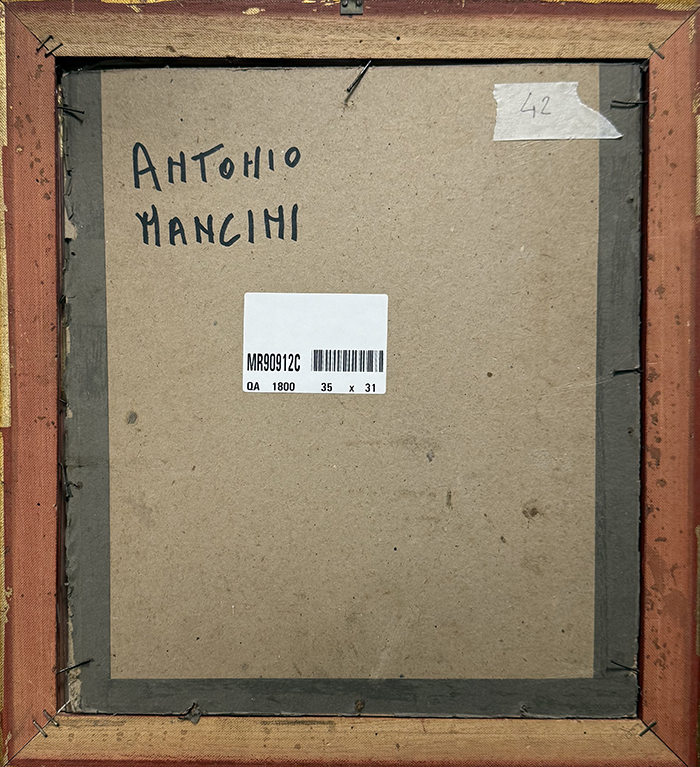 42
ANTONIO
MANCINI
MR90912C
QA 1800 35 x 31